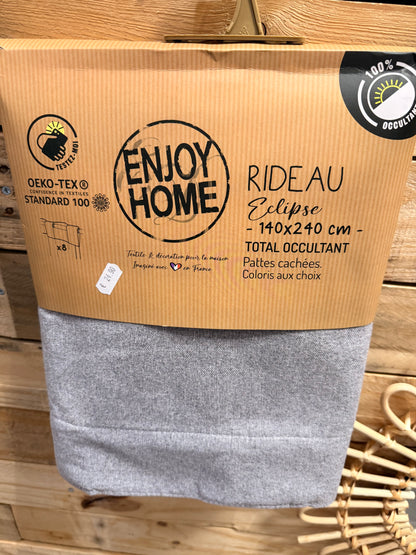 100%
OCCULTANT
TESTEZ-MOI
OEKO-TEX®
CONFIDENCE IN TEXTILES
STANDARD 100
x8
ENJOY
HOME
Textile & décoration pour la maison
Imaginé avec en France
RIDEAU
Eclipse
- 140x240 cm -
TOTAL OCCULTANT
Pattes cachées.
Coloris aux choix